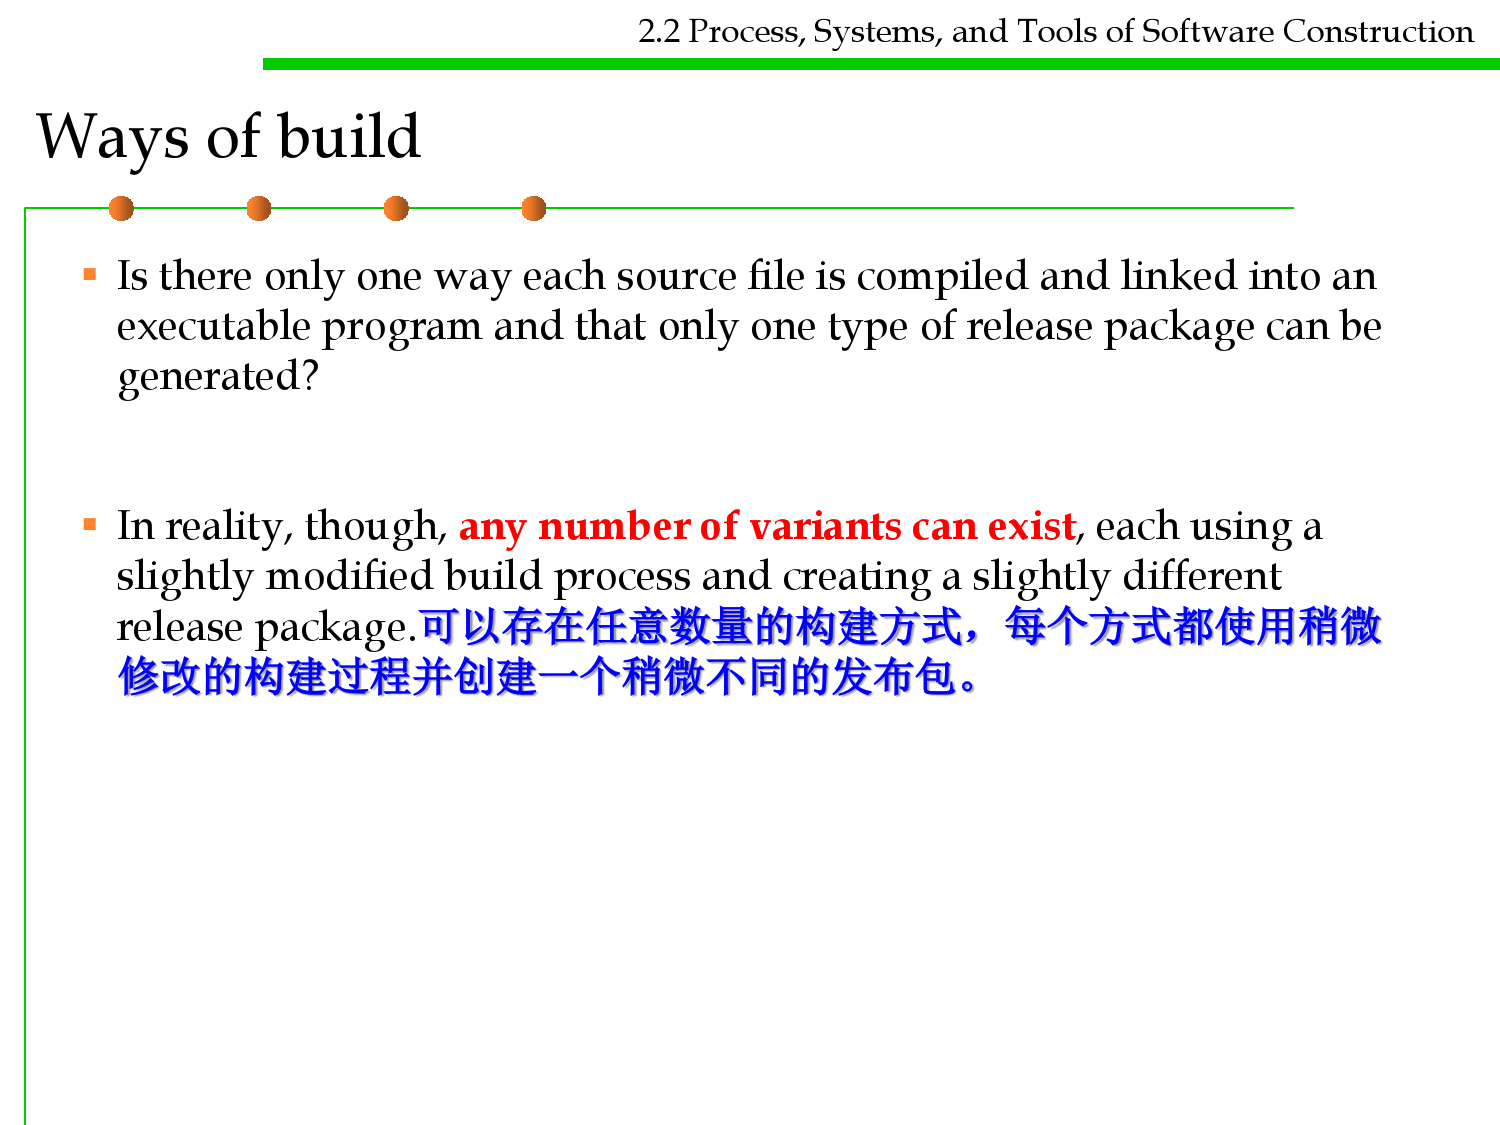 2.2 Process, Systems, and Tools of Software Construction
Ways of build
Is there only one way each source file is compiled and linked into an
executable program and that only one type of release package can be
generated?
In reality, though, any number of variants can exist, each using a
slightly modified build process and creating a slightly different
release package.可以存在任意数量的构建方式，每个方式都使用稍微
修改的构建过程并创建一个稍微不同的发布包。